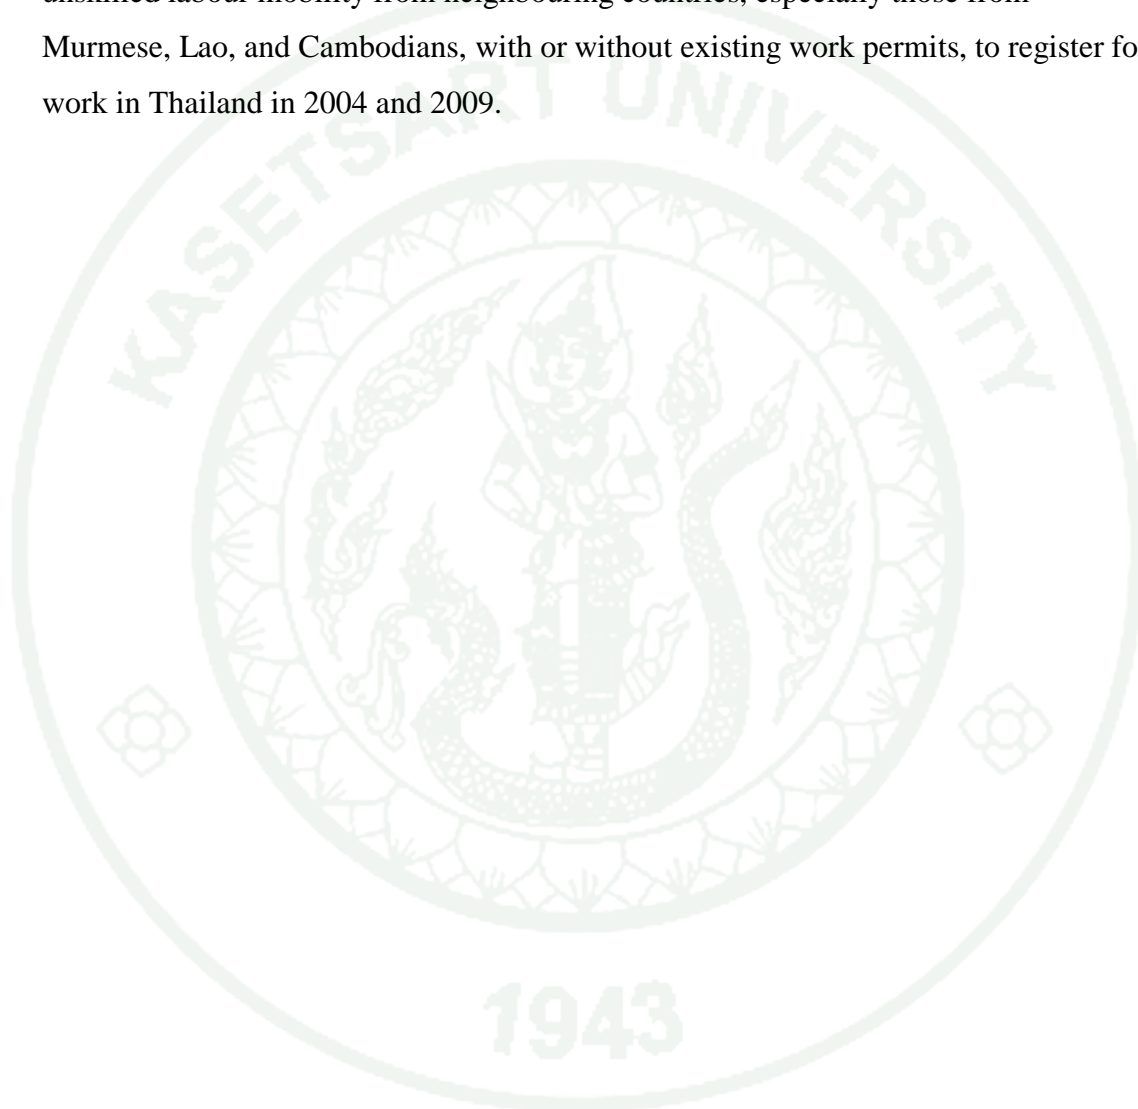 unskilled labour mobility from neighbouring countries, especially those from
Murmese, Lao, and Cambodians, with or without existing work permits, to register fo
work in Thailand in 2004 and 2009.
KASETSART UNIVERSITY
1943